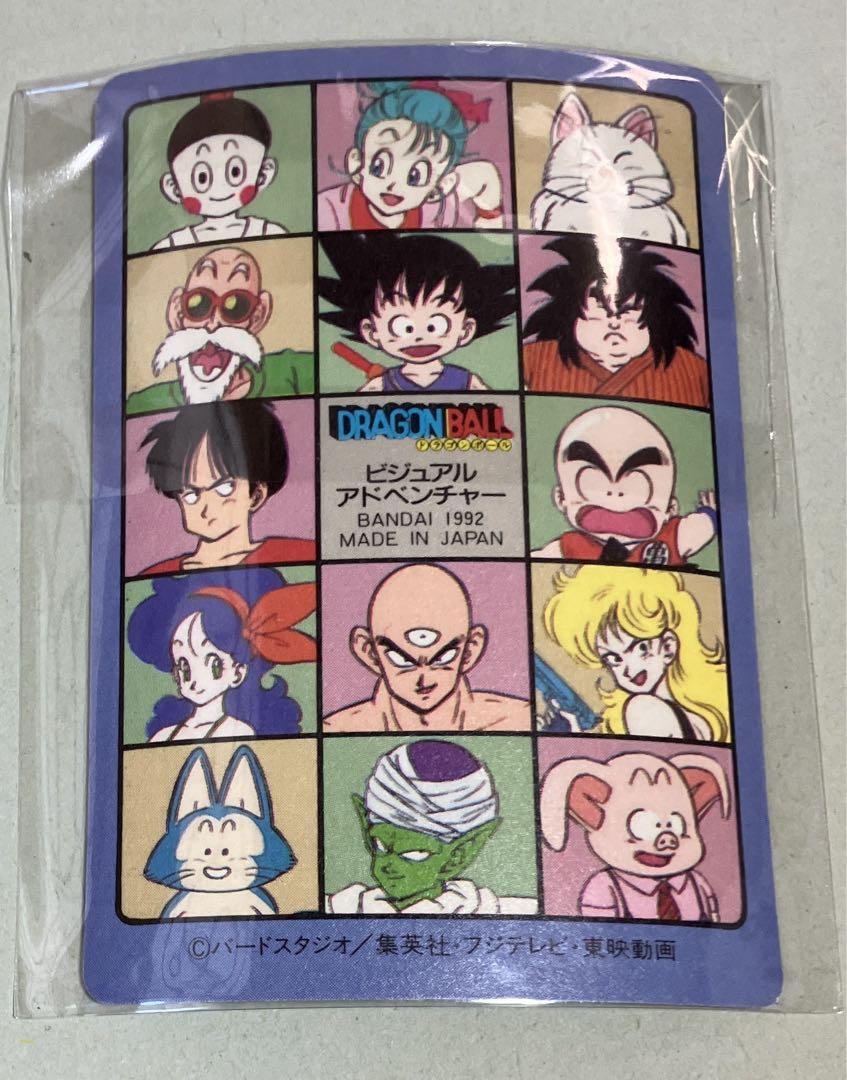 DRAGON BALL
ドラゴンボール
ビジュアル
アドベンチャー
BANDAI 1992
MADE IN JAPAN
亀
©バードスタジオ/集英社・フジテレビ・東映動画